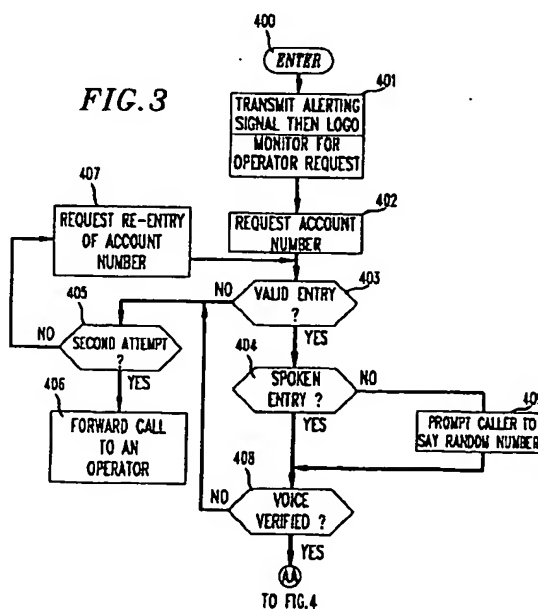 400
ENTER
FIG.3
401
TRANSMIT ALERTING
SIGNAL THEN LOGO
MONITOR FOR
OPERATOR REQUEST
407
REQUEST RE-ENTRY
OF ACCOUNT
NUMBER
402
REQUEST ACCOUNT
NUMBER
403
VALID ENTRY
?
NO
YES
405
SECOND ATTEMPT
?
NO
YES
404
SPOKEN
ENTRY ?
NO
YES
406
FORWARD CALL
TO AN
OPERATOR
PROMPT CALLER TO
SAY RANDOM NUMBER
408
VOICE
VERIFIED ?
NO
YES
AA
TO FIG.4